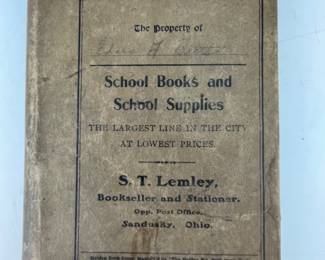 The Property of
School Books and
School Supplies
THE LARGEST LINE IN THE CITY
AT LOWEST PRICES.
S. T. Lemley,
Bookseller and Stationer.
Opp. Post Office,
Sandusky, Ohio.